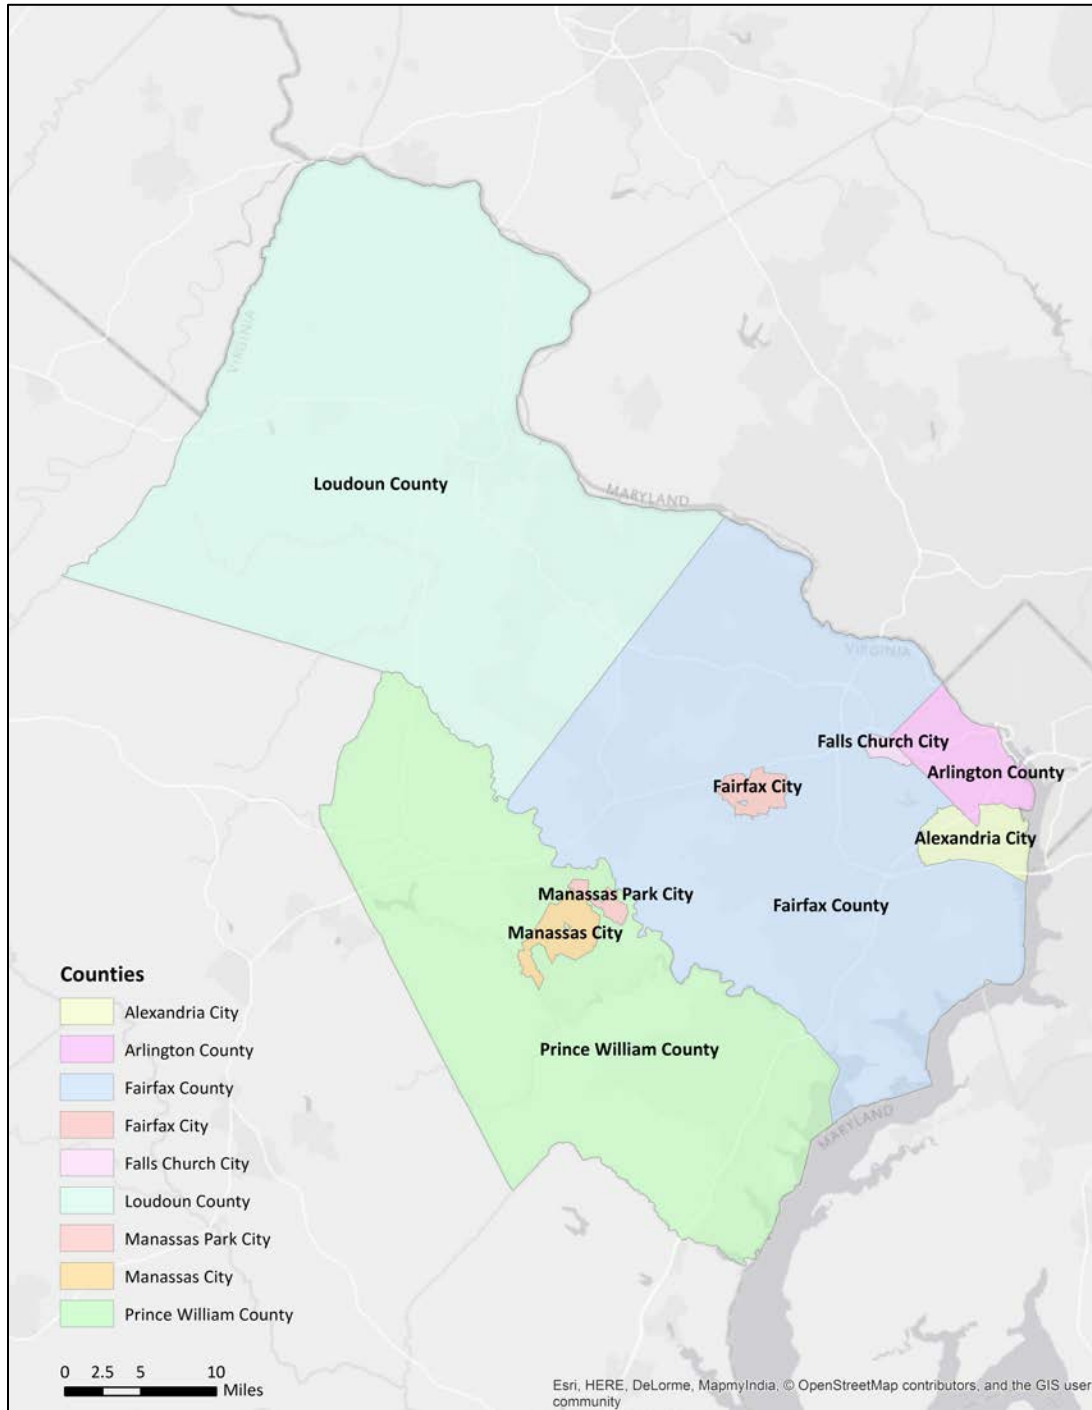 VIRGINIA
Loudoun County
MARYLAND
VIRGINIA
Falls Church City
Arlington County
Fairfax City
Alexandria City
Manassas Park City
Fairfax County
Manassas City
Prince William County
MARYLAND
Counties
Alexandria City
Arlington County
Fairfax County
Fairfax City
Falls Church City
Loudoun County
Manassas Park City
Manassas City
Prince William County
0 2.5 5 10
Miles
Esri, HERE, DeLorme, MapmyIndia, © OpenStreetMap contributors, and the GIS user
community